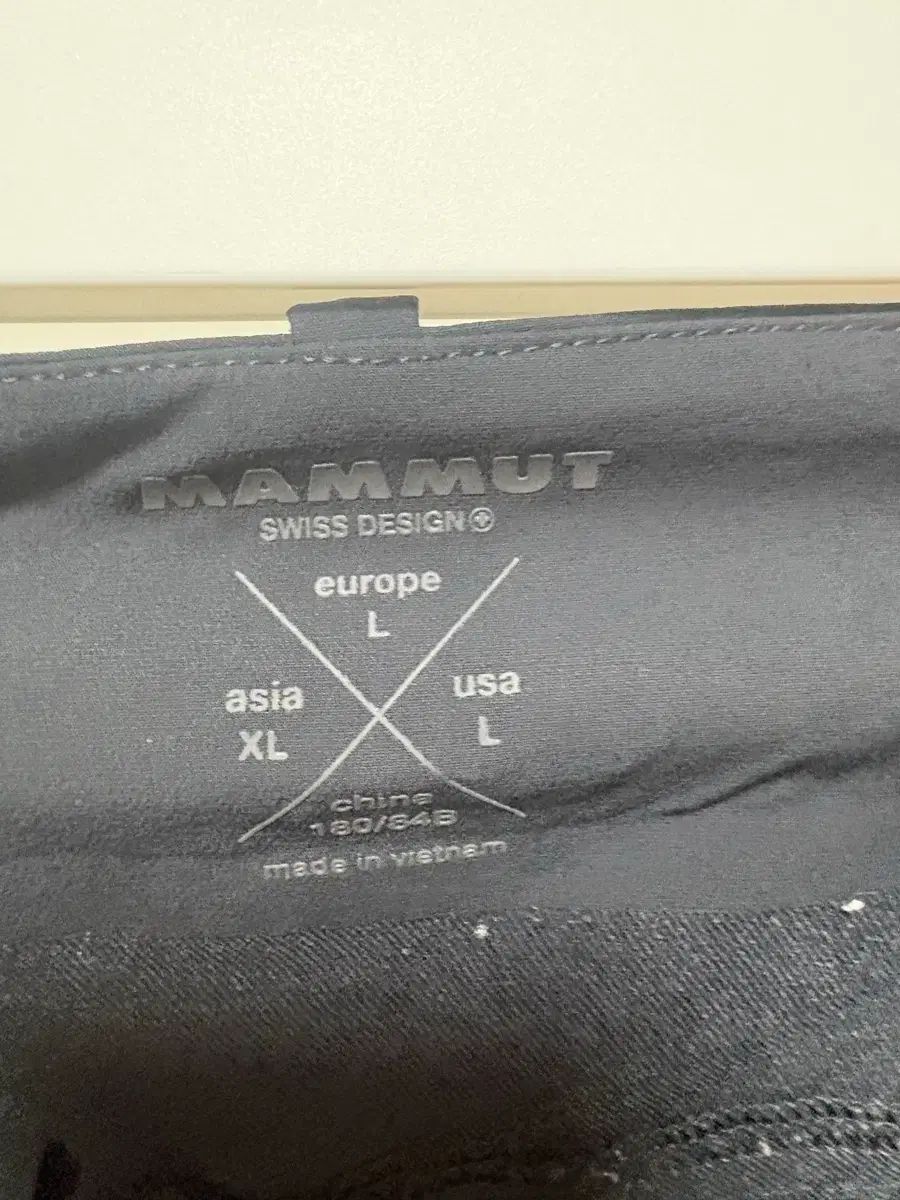 MAMMUT
SWISS DESIGN
europe
L
asia
XL
usa
L
china
180/84B
made in vietnam